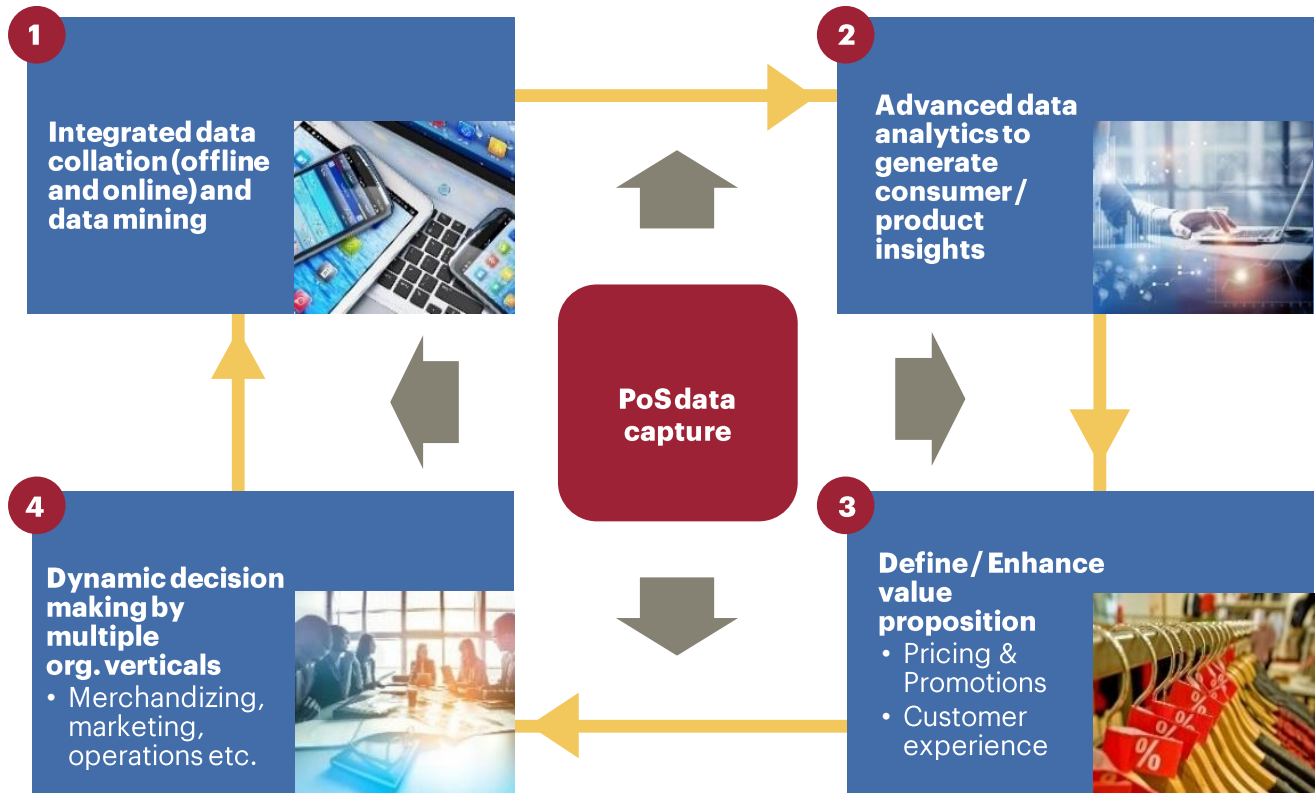 1
Integrated data
collation (offline
and online) and
data mining
2
Advanced data
analytics to
generate
consumer /
product
insights
PoS data
capture
4
Dynamic decision
making by
multiple
org. verticals
• Merchandizing,
marketing,
operations etc.
3
Define / Enhance
value
proposition
• Pricing &
Promotions
• Customer
experience
%
%
%